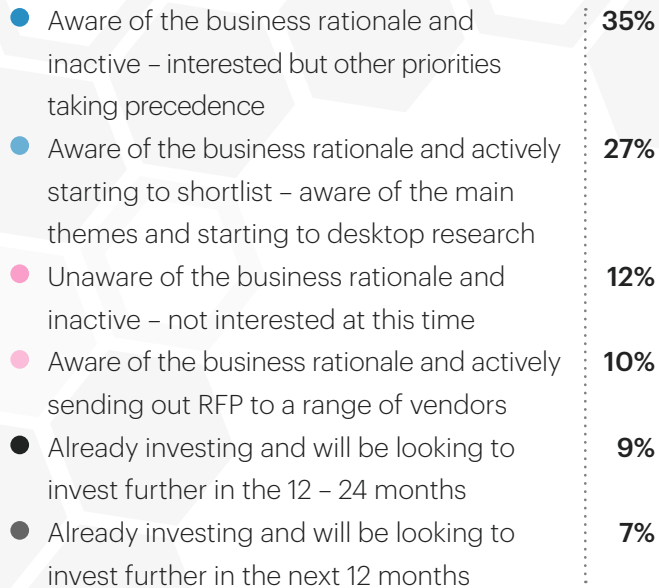 Aware of the business rationale and 35%
inactive – interested but other priorities
taking precedence
Aware of the business rationale and actively 27%
starting to shortlist – aware of the main
themes and starting to desktop research
Unaware of the business rationale and 12%
inactive – not interested at this time
Aware of the business rationale and actively 10%
sending out RFP to a range of vendors
Already investing and will be looking to 9%
invest further in the 12 – 24 months
Already investing and will be looking to 7%
invest further in the next 12 months